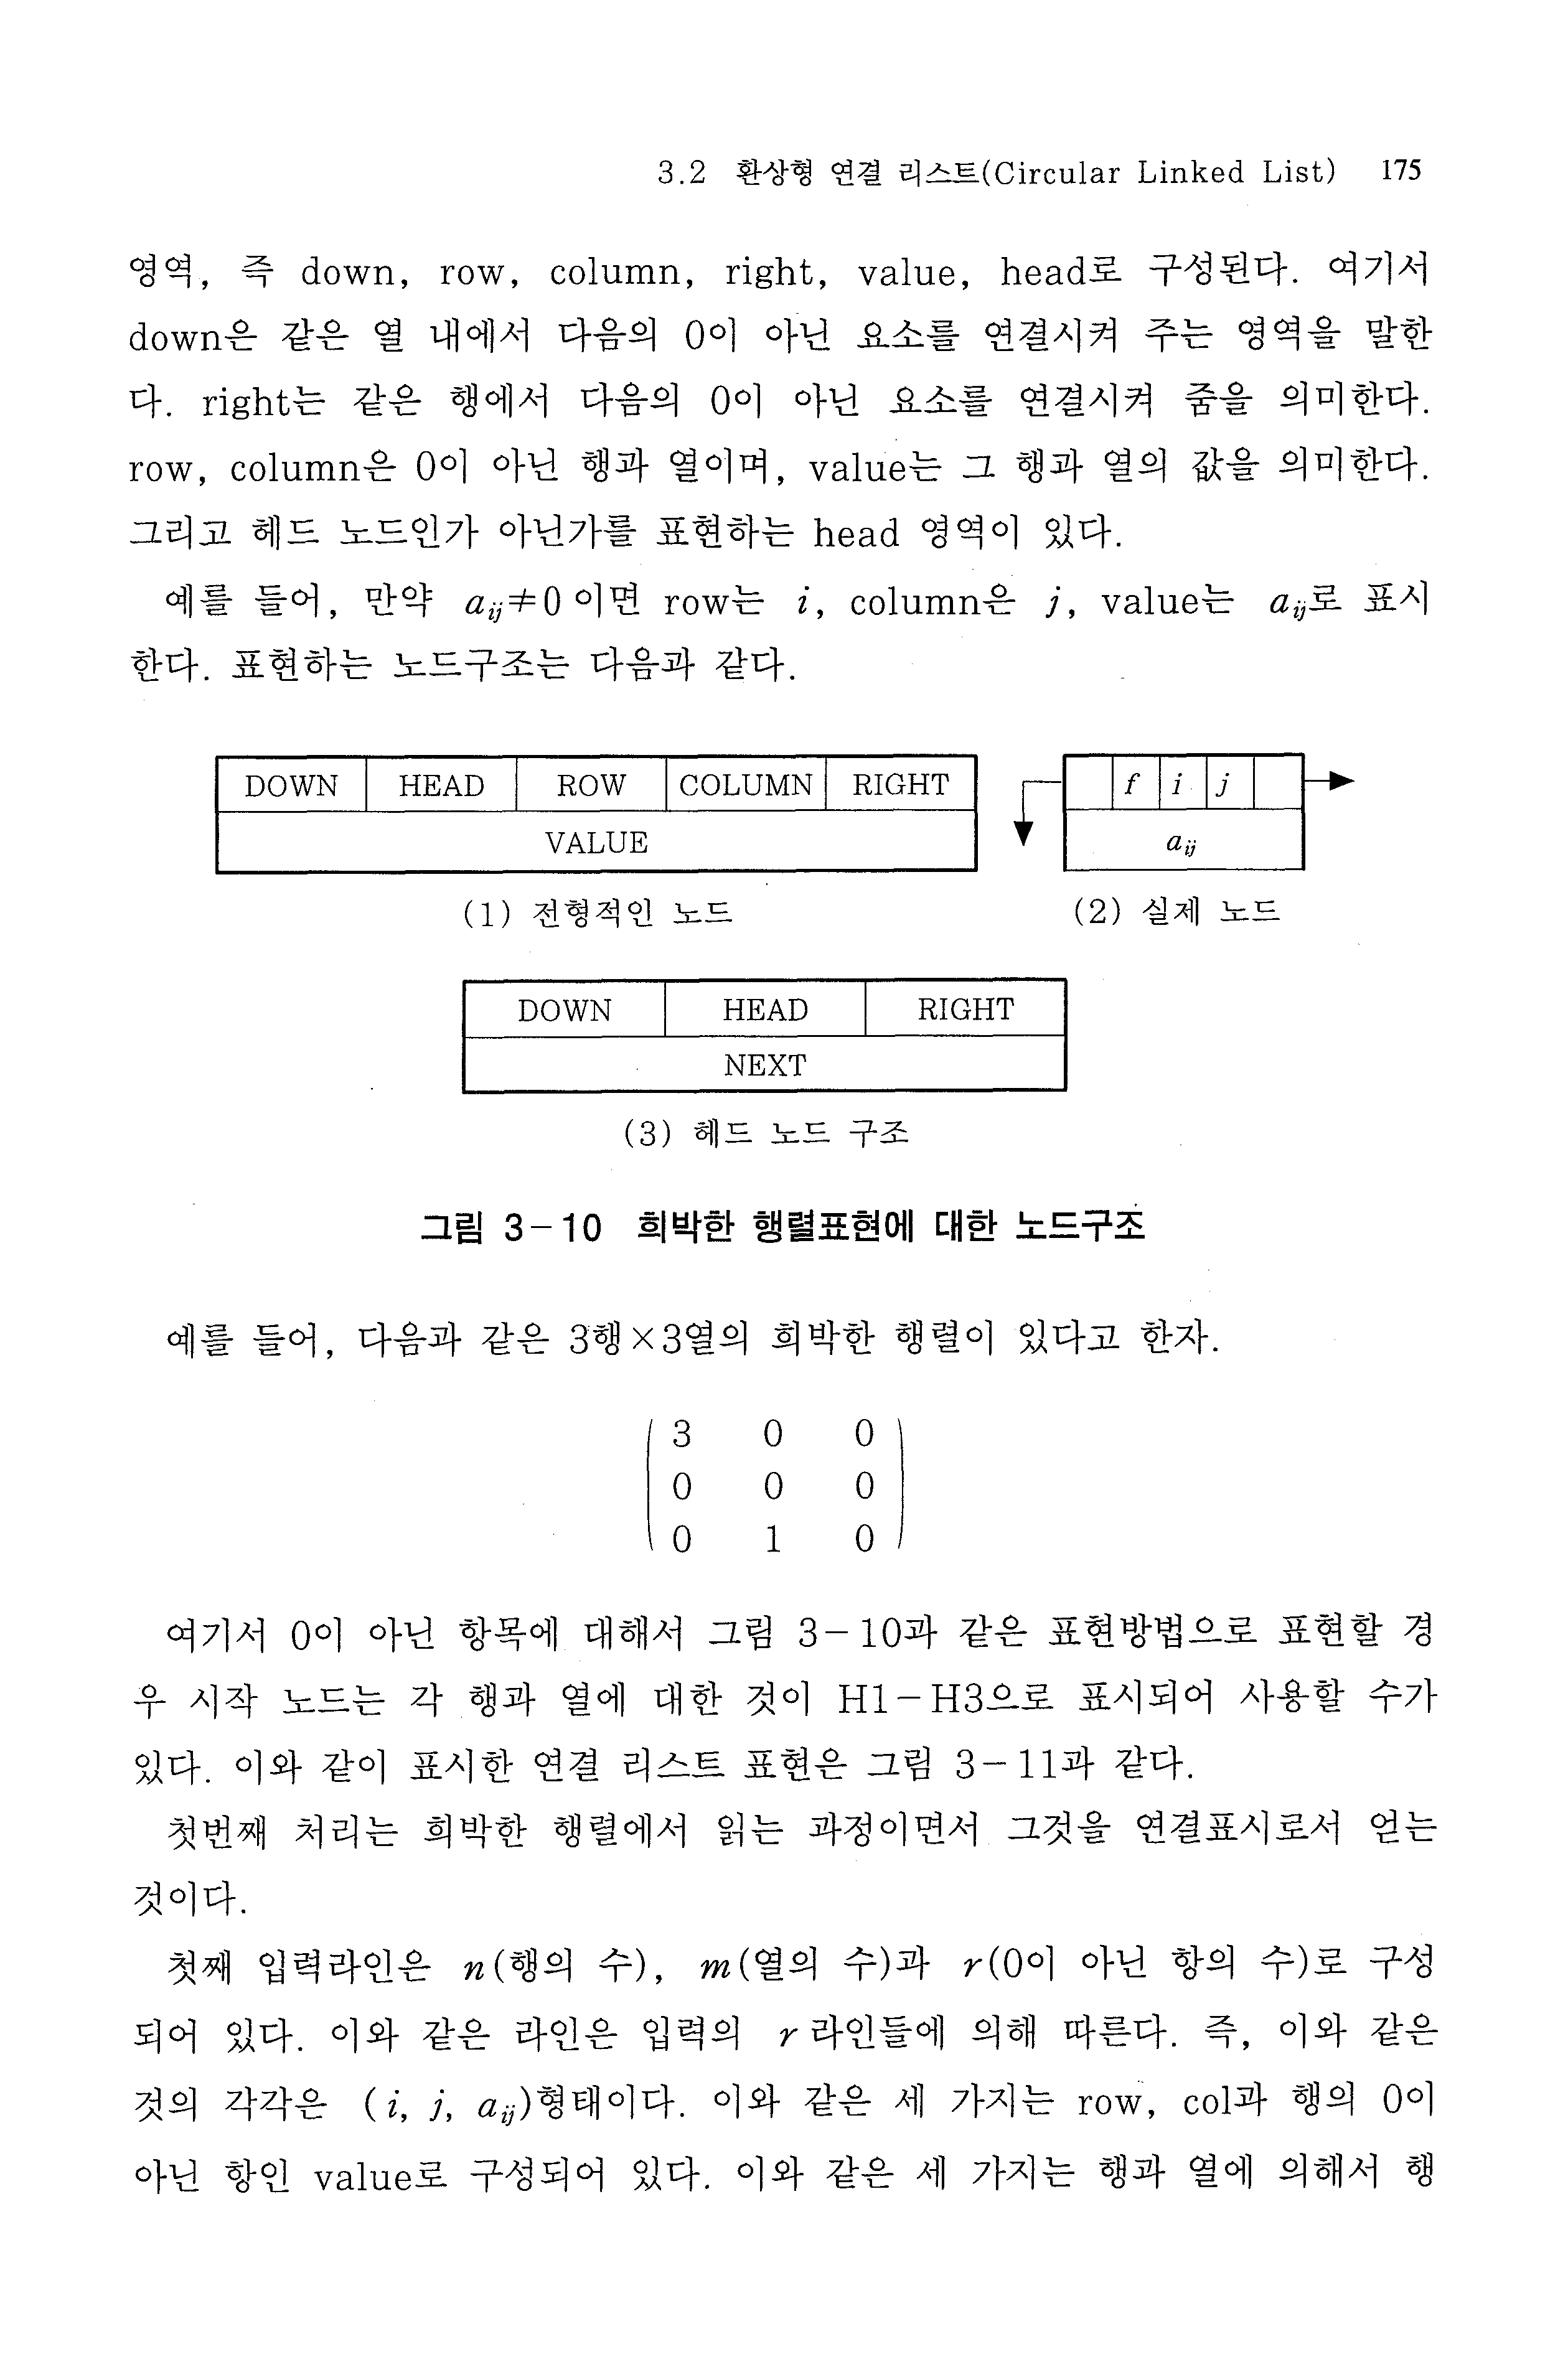 3.2 환상형 연결 리스트(Circular Linked List) 175
영역, 즉 down, row, column, right, value, head로 구성된다. 여기서
down은 같은 열 내에서 다음의 0이 아닌 요소를 연결시켜 주는 영역을 말한
다. right는 같은 행에서 다음의 0이 아닌 요소를 연결시켜 줌을 의미한다.
row, column은 0이 아닌 행과 열이며, value는 그 행과 열의 값을 의미한다.
그리고 헤드 노드인가 아닌가를 표현하는 head 영역이 있다.
예를 들어, 만약 aij≠0이면 row는 i, column은 j, value는 aij로 표시
한다. 표현하는 노드구조는 다음과 같다.
DOWN HEAD ROW COLUMN RIGHT
VALUE
(1) 전형적인 노드
f i j
aij
(2) 실제 노드
DOWN HEAD RIGHT
NEXT
(3) 헤드 노드 구조
그림 3-10 희박한 행렬표현에 대한 노드구조
예를 들어, 다음과 같은 3행×3열의 희박한 행렬이 있다고 한자.
3 0 0
0 0 0
0 1 0
여기서 0이 아닌 항목에 대해서 그림 3-10과 같은 표현방법으로 표현할 경
우 시작 노드는 각 행과 열에 대한 것이 H1-H3으로 표시되어 사용할 수가
있다. 이와 같이 표시한 연결 리스트 표현은 그림 3-11과 같다.
첫번째 처리는 희박한 행렬에서 읽는 과정이면서 그것을 연결표시로서 얻는
것이다.
첫째 입력라인은 n(행의 수), m(열의 수)과 r(0이 아닌 항의 수)로 구성
되어 있다. 이와 같은 라인은 입력의 r라인들에 의해 따른다. 즉, 이와 같은
것의 각각은 (i, j, aij)형태이다. 이와 같은 세 가지는 row, col과 행의 0이
아닌 항인 value로 구성되어 있다. 이와 같은 세 가지는 행과 열에 의해서 행